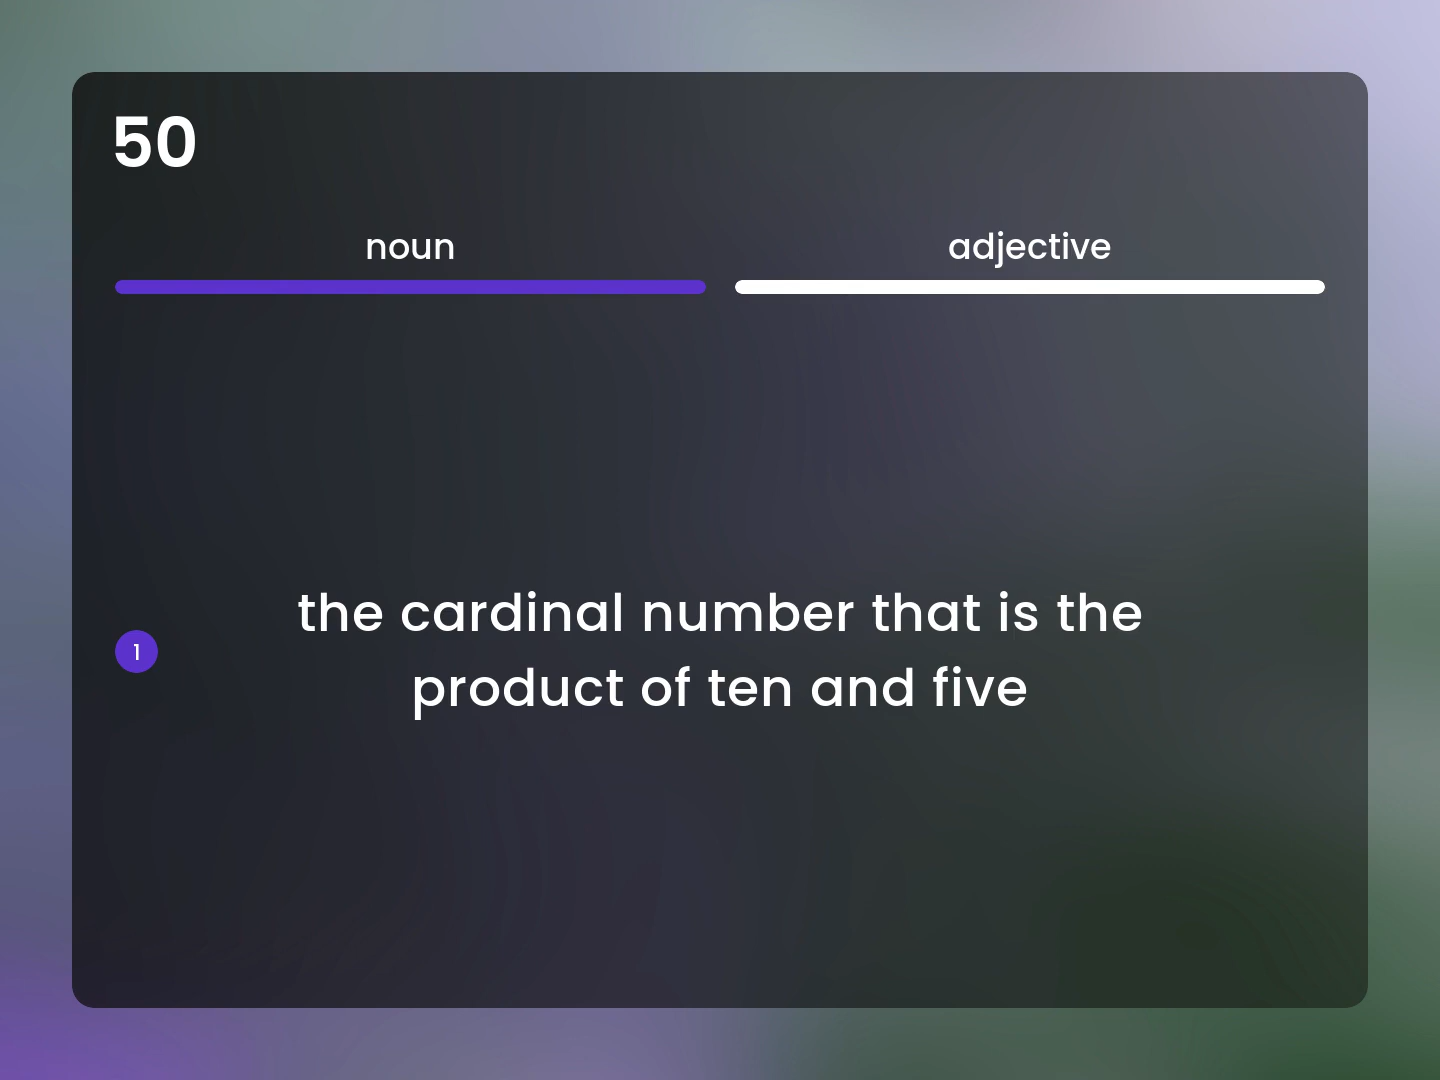 50
noun
adjective
1
the cardinal number that is the
product of ten and five